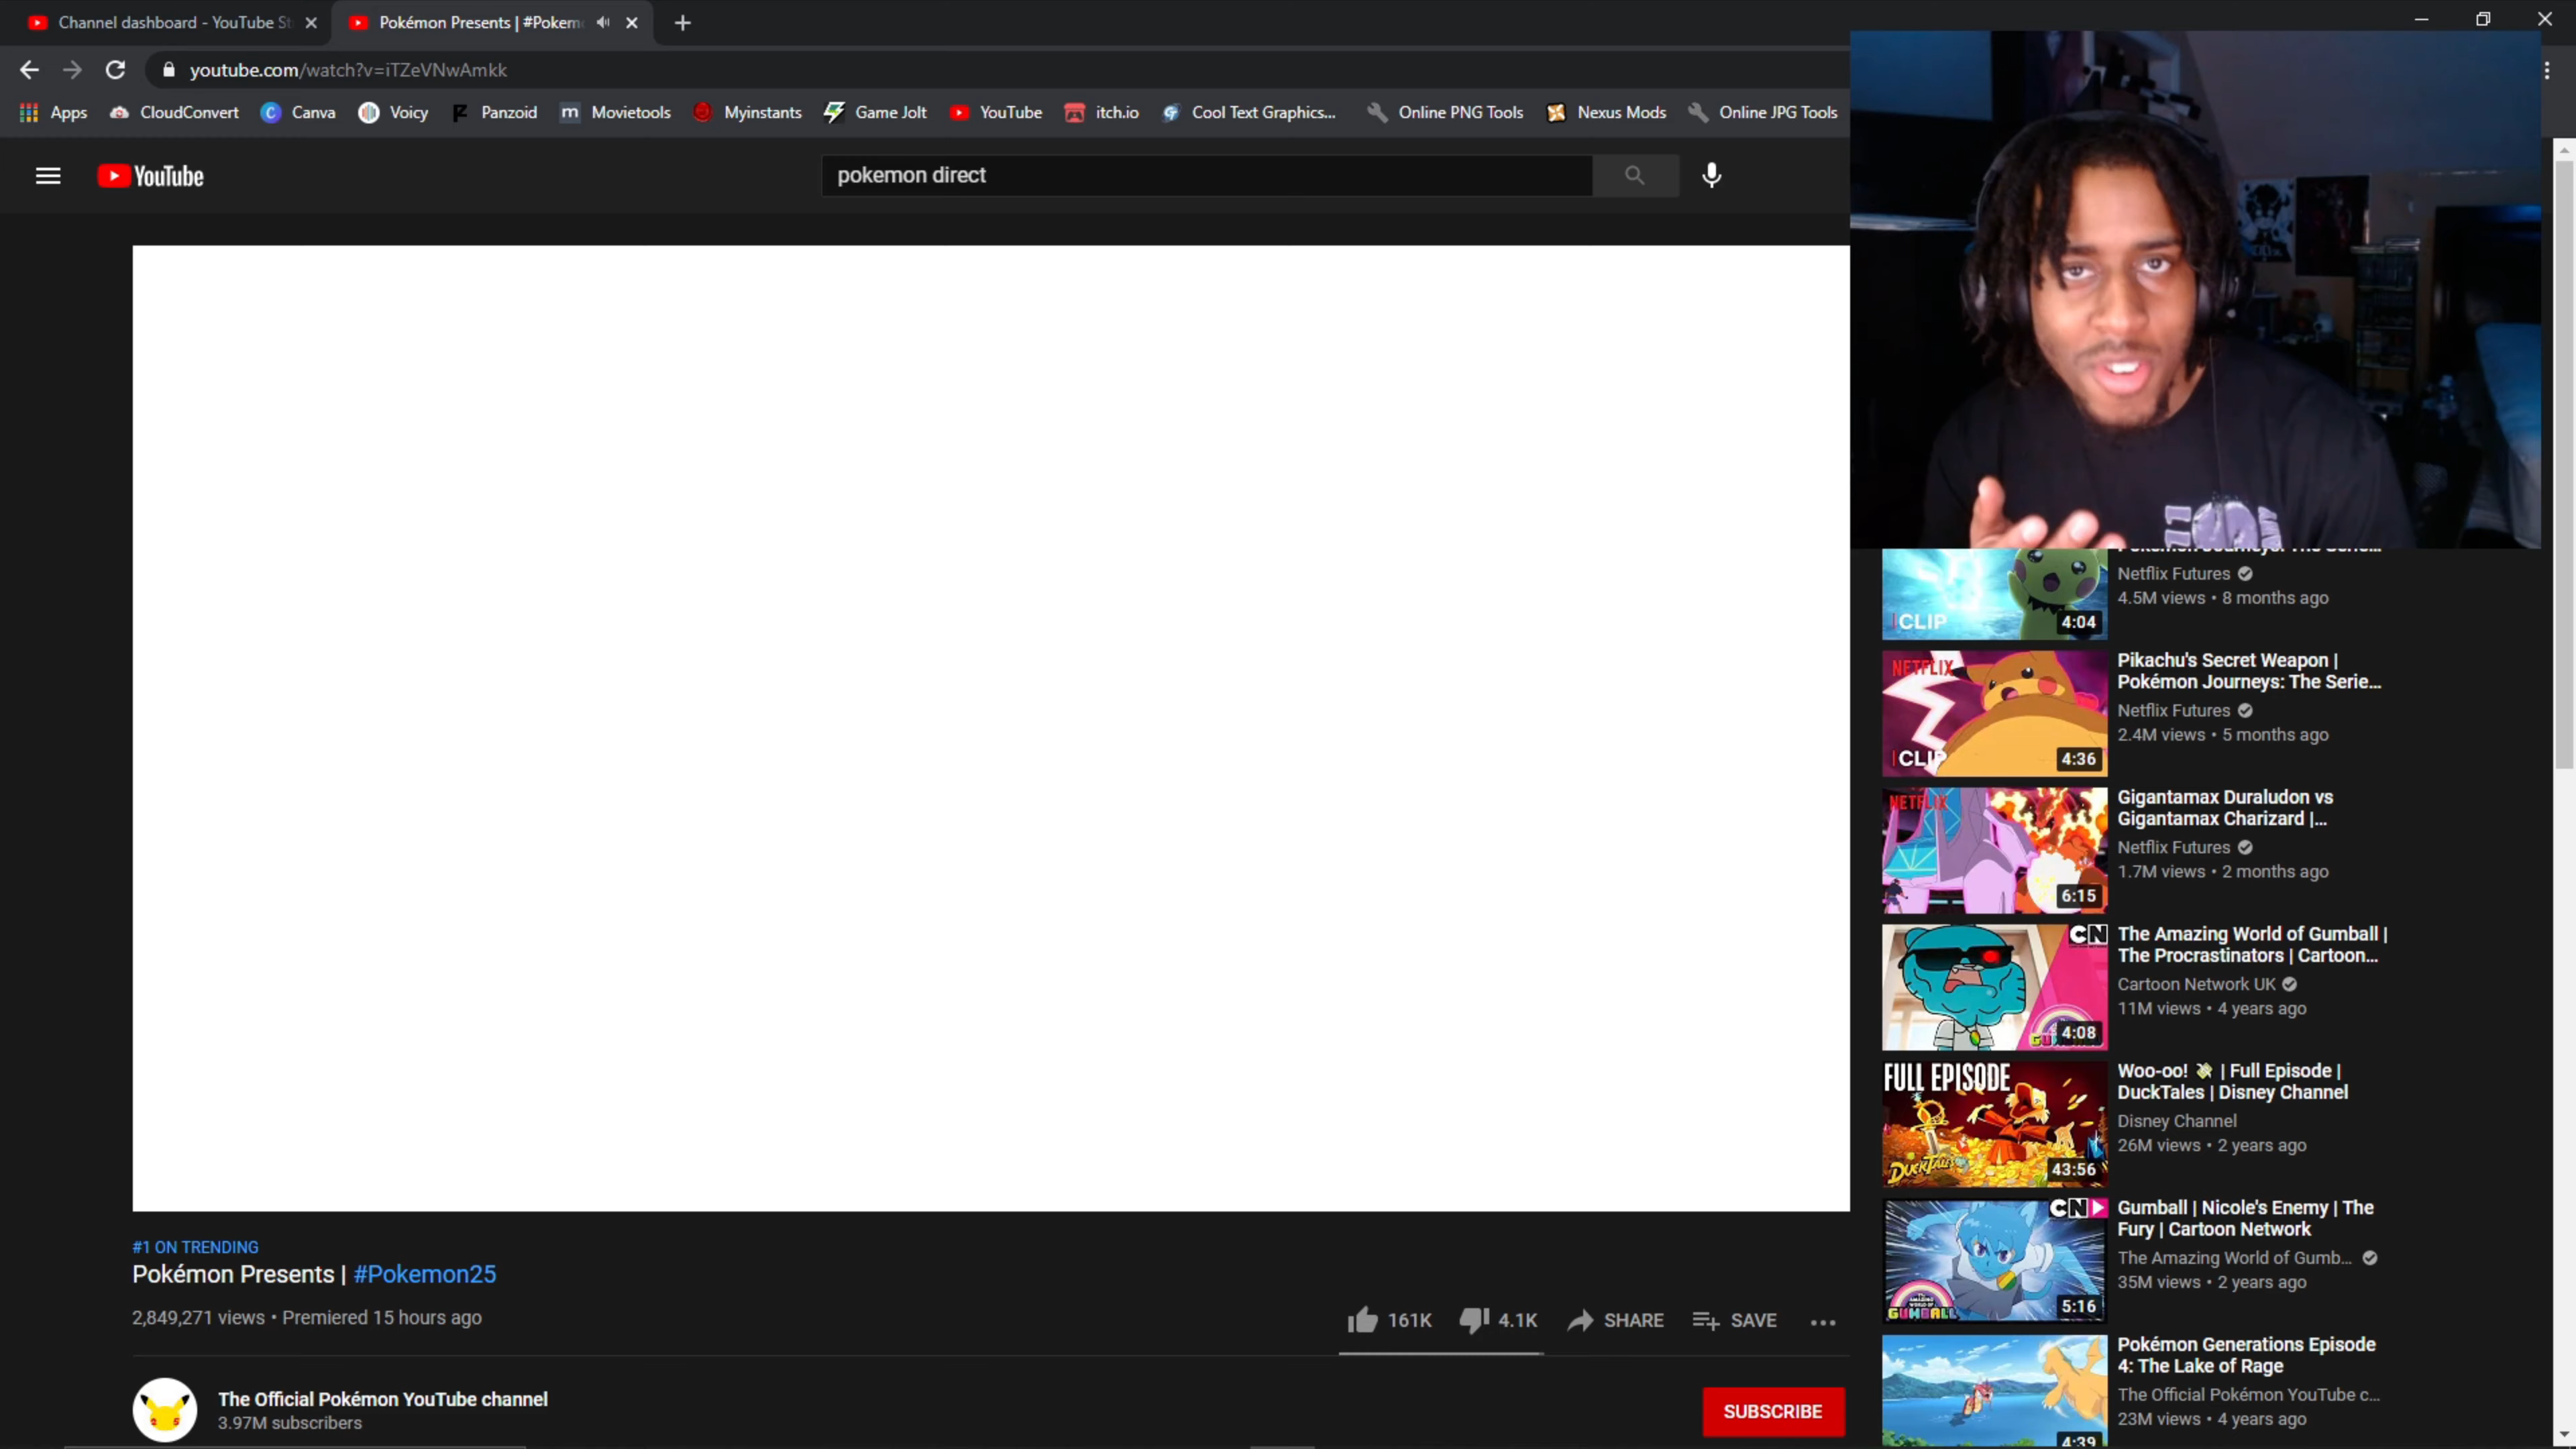 Channel dashboard - YouTube St
Pokémon Presents | #Pokem
youtube.com/watch?v=iTZeVNwAmkk
Apps
CloudConvert
Canva
Voicy
Panzoid
Movietools
Myinstants
Game Jolt
YouTube
itch.io
Cool Text Graphics...
Online PNG Tools
Nexus Mods
Online JPG Tools
YouTube
pokemon direct
Netflix Futures
4.5M views • 8 months ago
CLIP
4:04
Pikachu's Secret Weapon |
Pokémon Journeys: The Serie...
Netflix Futures
2.4M views • 5 months ago
NETFLIX
CLIP
4:36
Gigantamax Duraludon vs
Gigantamax Charizard |...
Netflix Futures
1.7M views • 2 months ago
NETFLIX
6:15
The Amazing World of Gumball |
The Procrastinators | Cartoon...
Cartoon Network UK
11M views • 4 years ago
CN
4:08
Woo-oo! 💸 | Full Episode |
DuckTales | Disney Channel
Disney Channel
26M views • 2 years ago
FULL EPISODE
DUCKTALES
43:56
Gumball | Nicole's Enemy | The
Fury | Cartoon Network
The Amazing World of Gumb...
35M views • 2 years ago
CN
GUMBALL
5:16
Pokémon Generations Episode
4: The Lake of Rage
The Official Pokémon YouTube c...
23M views • 4 years ago
4:39
#1 ON TRENDING
Pokémon Presents | #Pokemon25
2,849,271 views • Premiered 15 hours ago
161K
4.1K
SHARE
SAVE
The Official Pokémon YouTube channel
3.97M subscribers
SUBSCRIBE